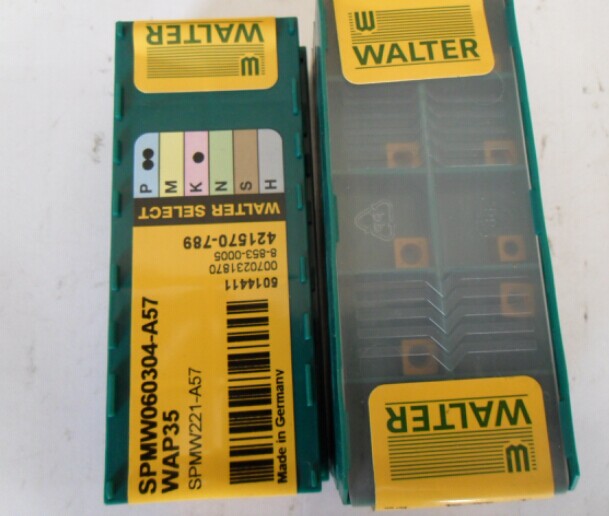 WALTER
P M K N S H
WALTER SELECT
421570-789
8-853-0005
0070231870
5014411
SPMW060304-A57
WAP35
SPMW221-A57
Made in Germany
WALTER
WALTER